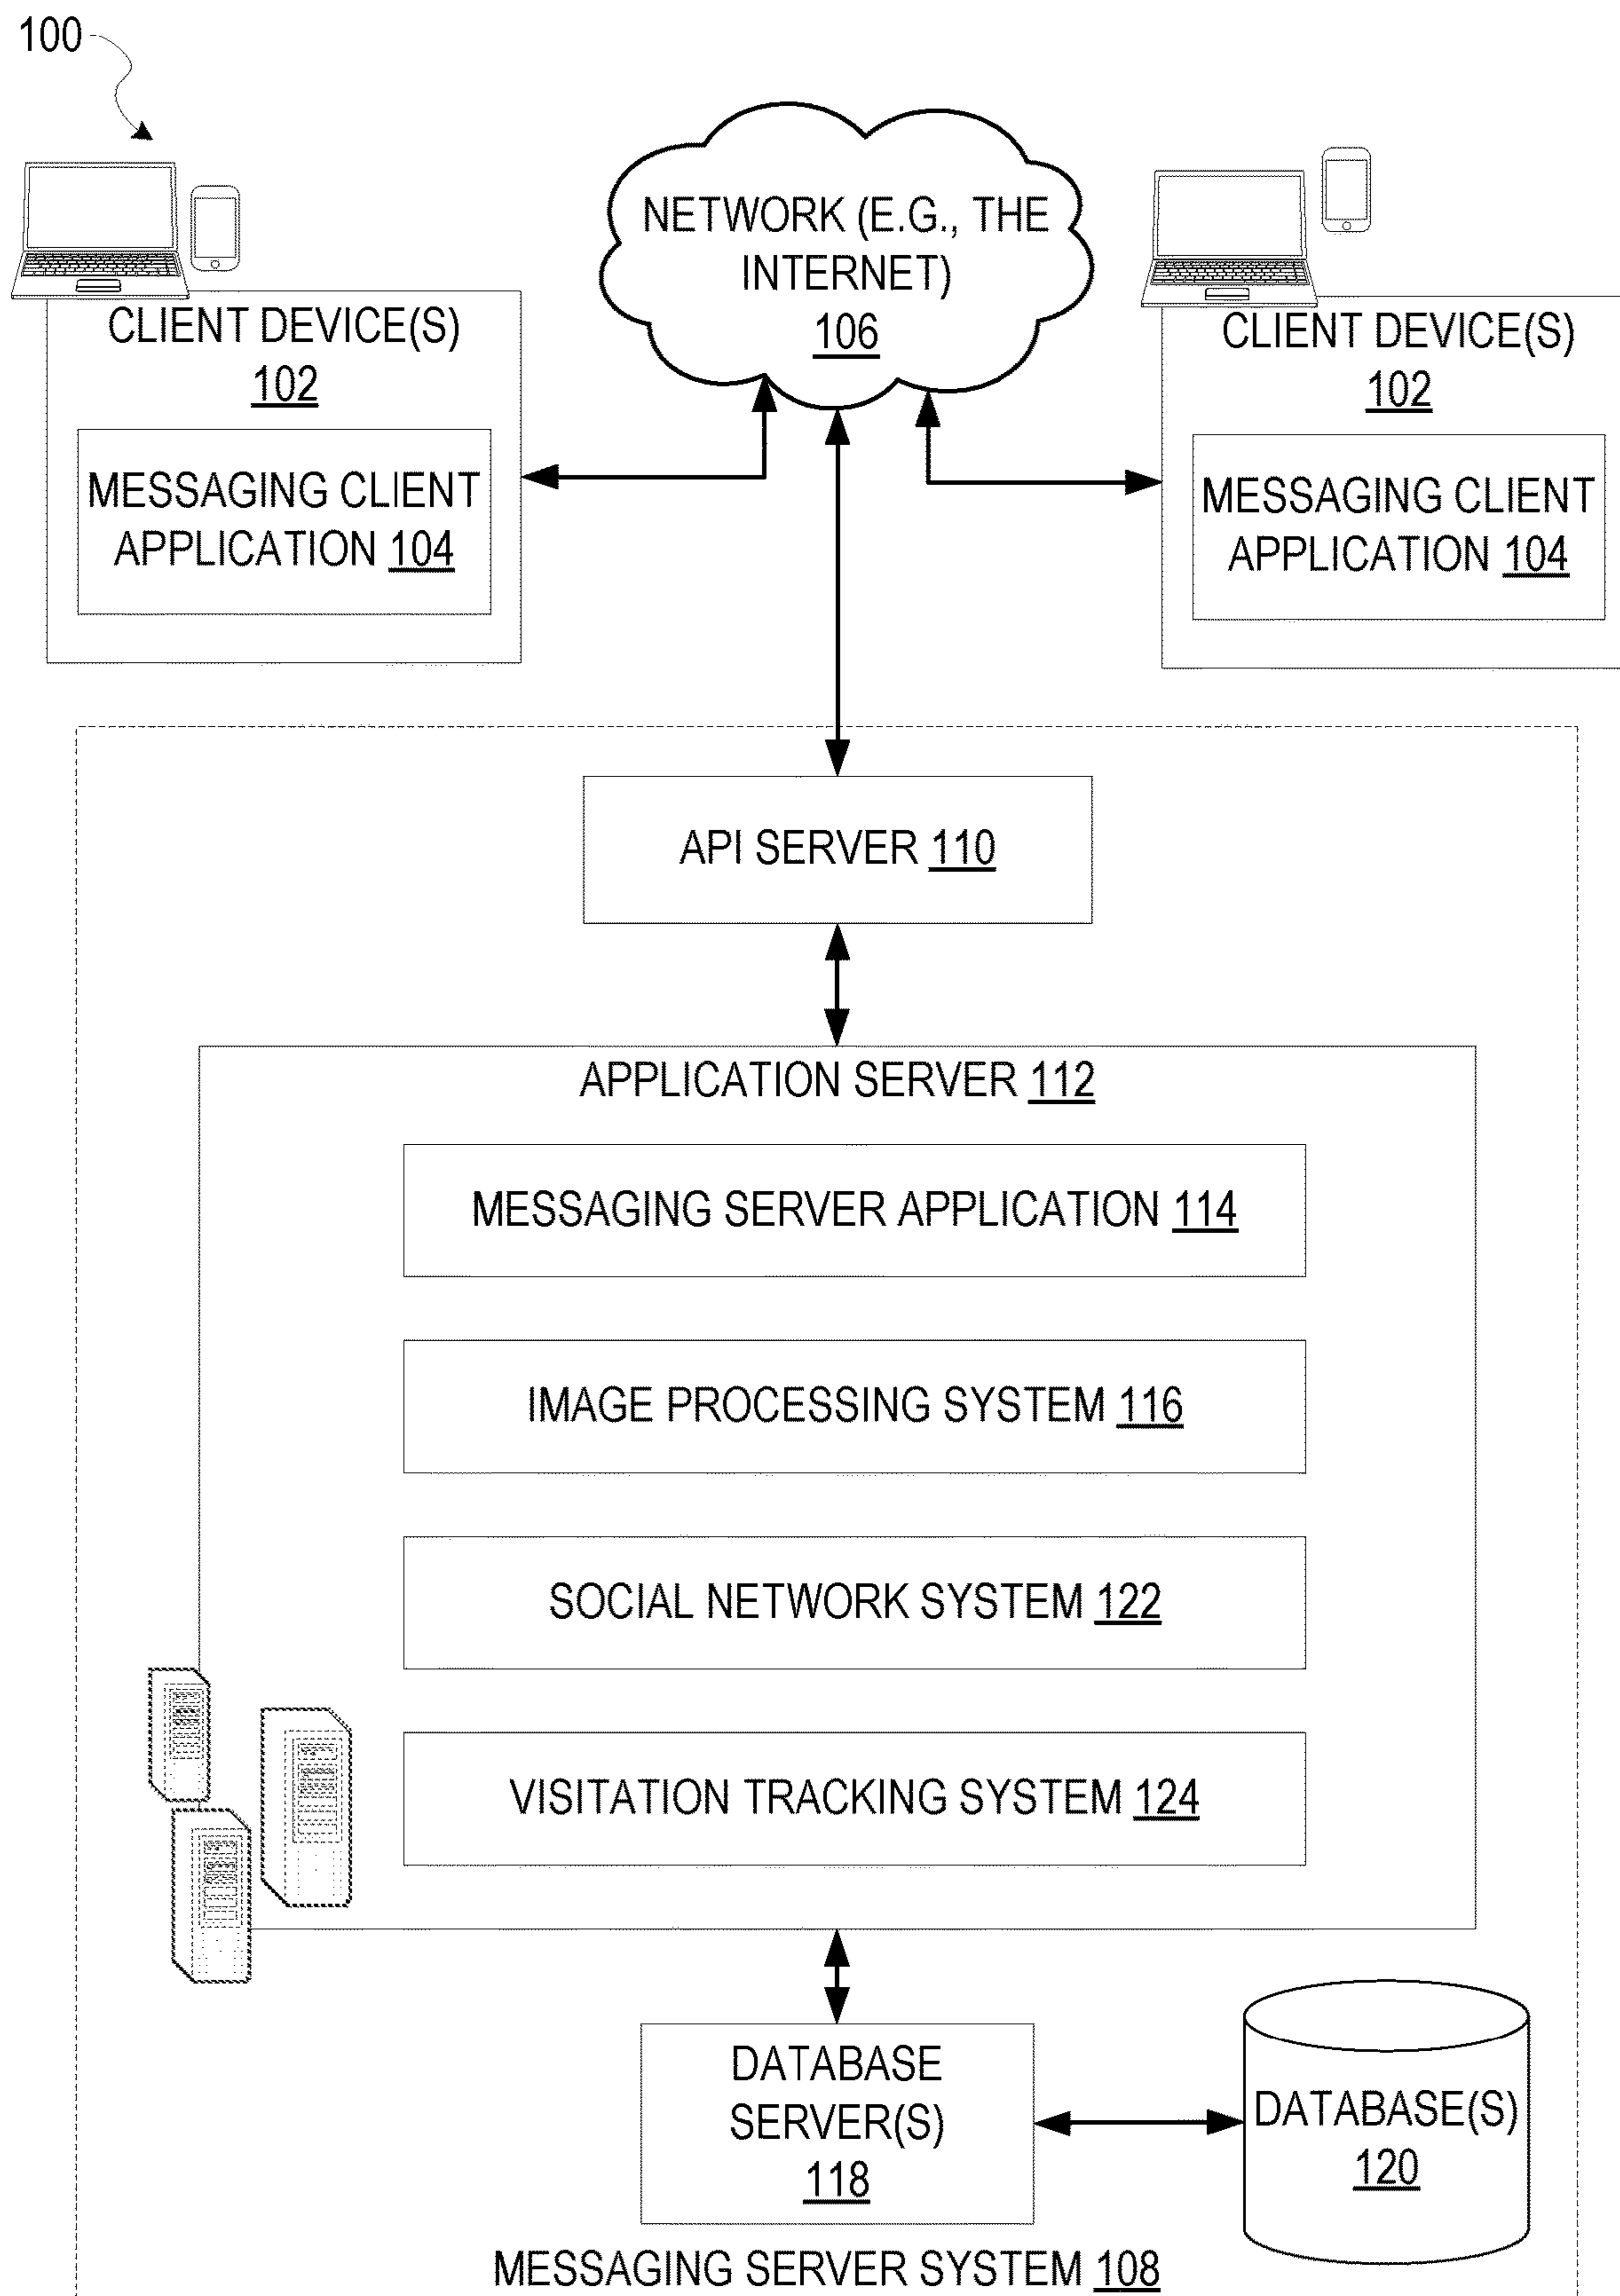 100
NETWORK (E.G., THE
INTERNET)
106
CLIENT DEVICE(S)
102
MESSAGING CLIENT
APPLICATION 104
CLIENT DEVICE(S)
102
MESSAGING CLIENT
APPLICATION 104
API SERVER 110
APPLICATION SERVER 112
MESSAGING SERVER APPLICATION 114
IMAGE PROCESSING SYSTEM 116
SOCIAL NETWORK SYSTEM 122
VISITATION TRACKING SYSTEM 124
DATABASE
SERVER(S)
118
DATABASE(S)
120
MESSAGING SERVER SYSTEM 108